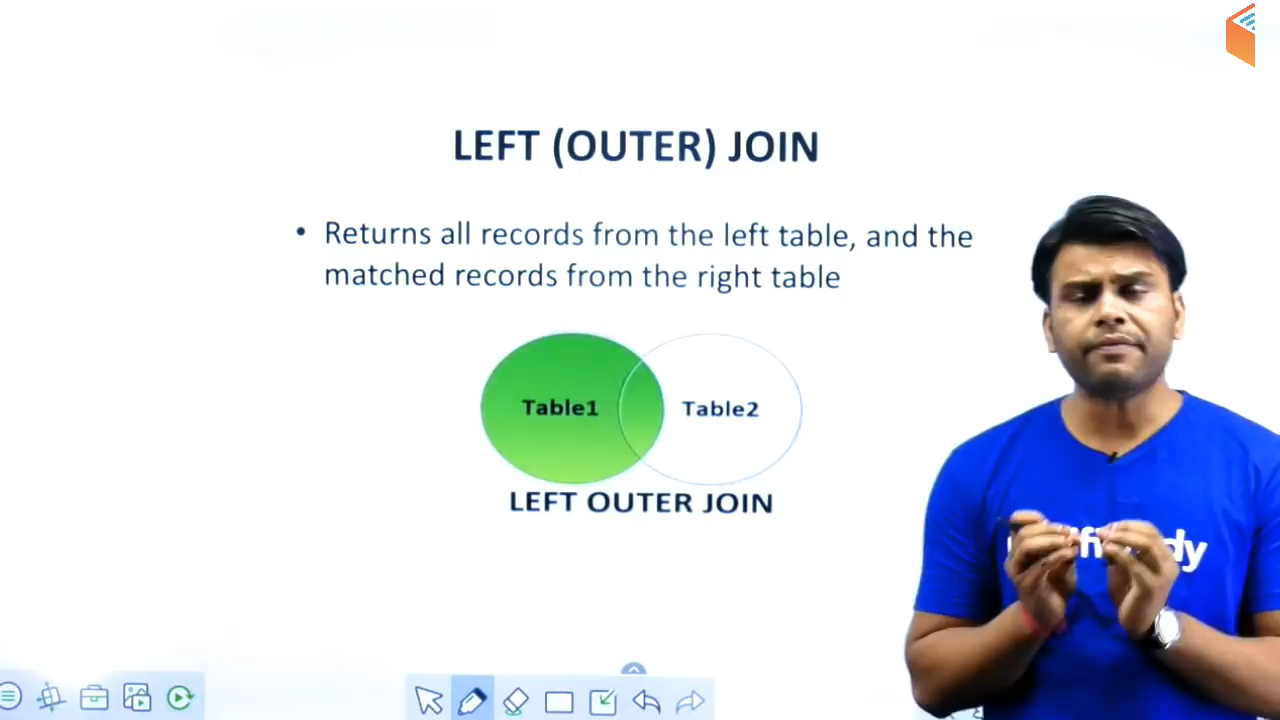 LEFT (OUTER) JOIN
• Returns all records from the left table, and the
matched records from the right table
Table1
Table2
LEFT OUTER JOIN